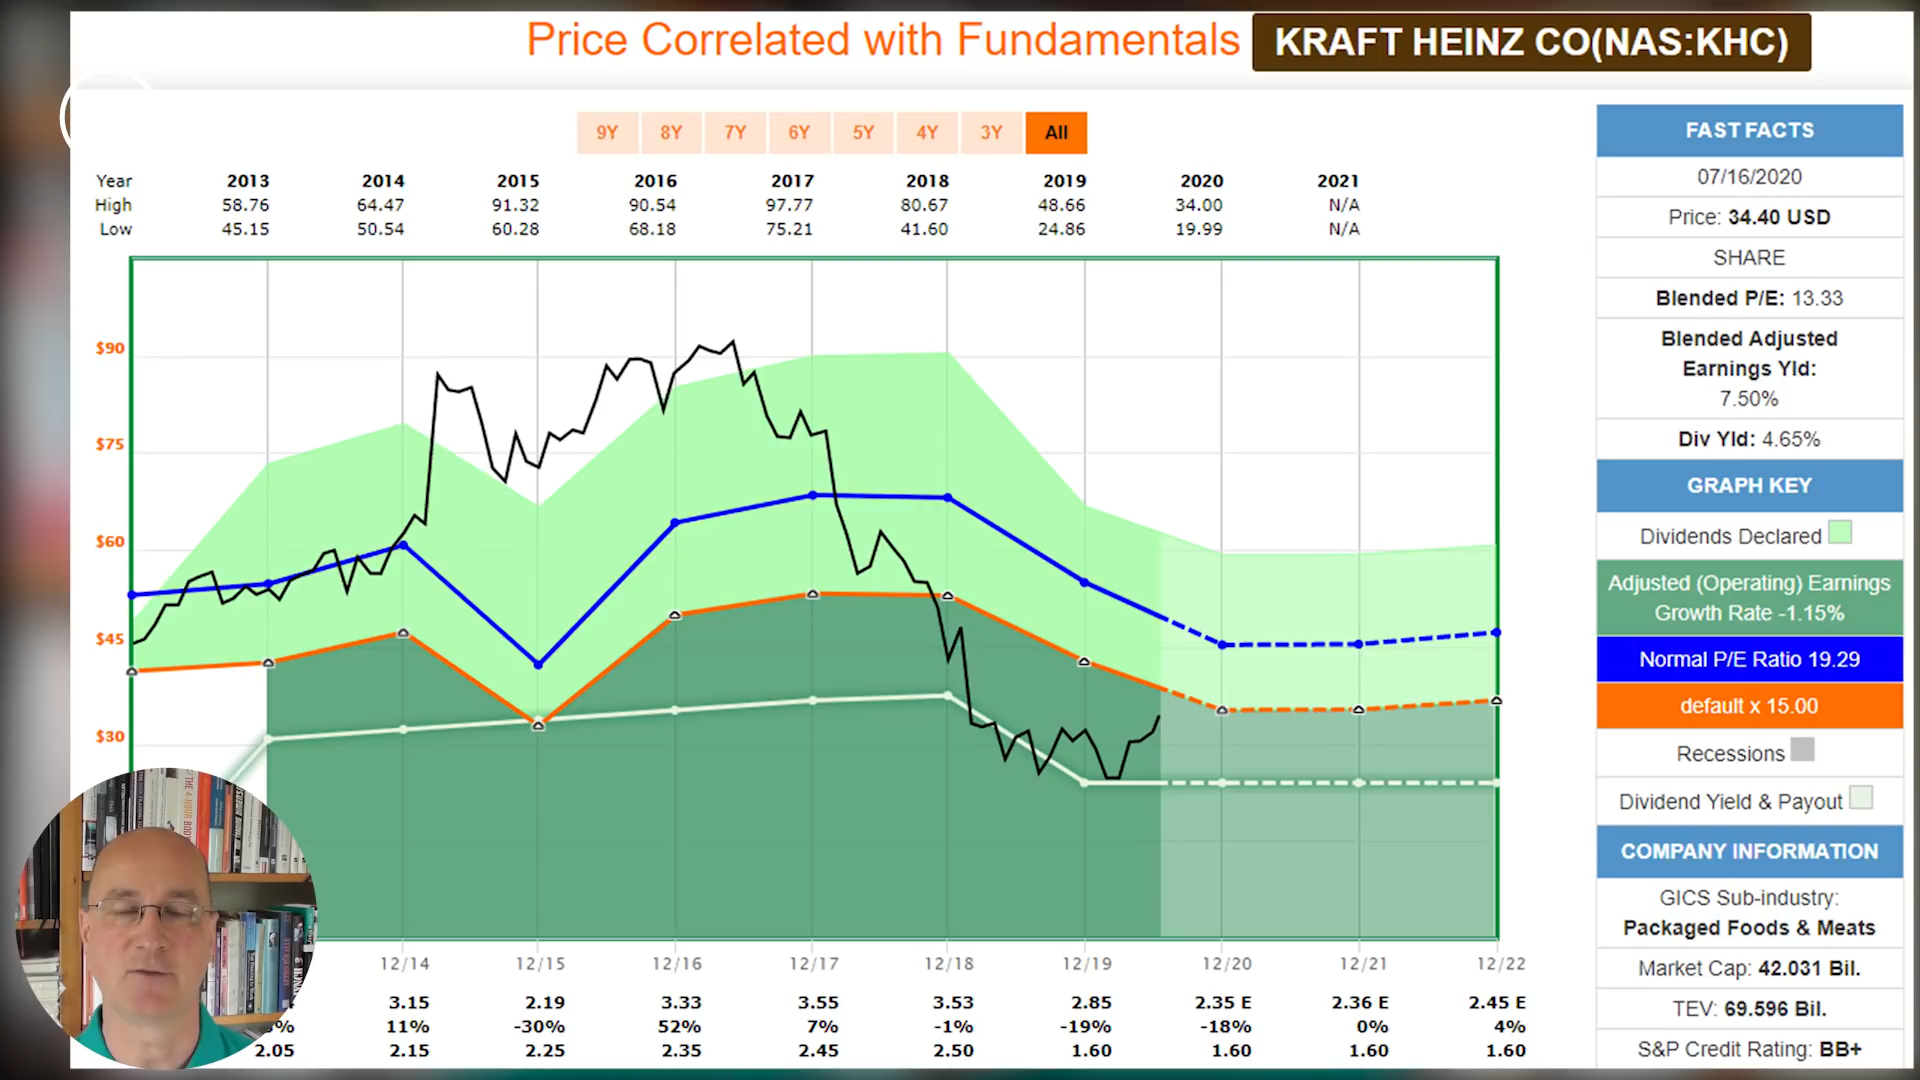 Price Correlated with Fundamentals KRAFT HEINZ CO(NAS:KHC)
9Y 8Y 7Y 6Y 5Y 4Y 3Y All
Year 2013 2014 2015 2016 2017 2018 2019 2020 2021
High 58.76 64.47 91.32 90.54 97.77 80.67 48.66 34.00 N/A
Low 45.15 50.54 60.28 68.18 75.21 41.60 24.86 19.99 N/A
$90
$75
$60
$45
$30
12/14 12/15 12/16 12/17 12/18 12/19 12/20 12/21 12/22
3.15 2.19 3.33 3.55 3.53 2.85 2.35 E 2.36 E 2.45 E
% 11% -30% 52% 7% -1% -19% -18% 0% 4%
2.05 2.15 2.25 2.35 2.45 2.50 1.60 1.60 1.60 1.60
FAST FACTS
07/16/2020
Price: 34.40 USD
SHARE
Blended P/E: 13.33
Blended Adjusted
Earnings Yld:
7.50%
Div Yld: 4.65%
GRAPH KEY
Dividends Declared
Adjusted (Operating) Earnings
Growth Rate -1.15%
Normal P/E Ratio 19.29
default x 15.00
Recessions
Dividend Yield & Payout
COMPANY INFORMATION
GICS Sub-industry:
Packaged Foods & Meats
Market Cap: 42.031 Bil.
TEV: 69.596 Bil.
S&P Credit Rating: BB+
THE 4-HOUR BODY